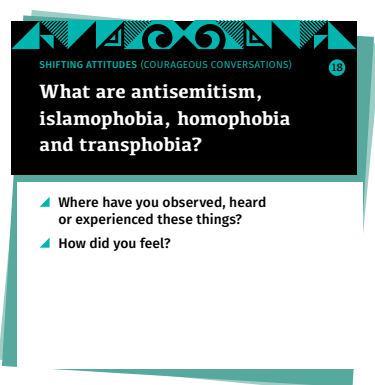 SHIFTING ATTITUDES (COURAGEOUS CONVERSATIONS)
18
What are antisemitism,
islamophobia, homophobia
and transphobia?
Where have you observed, heard
or experienced these things?
How did you feel?